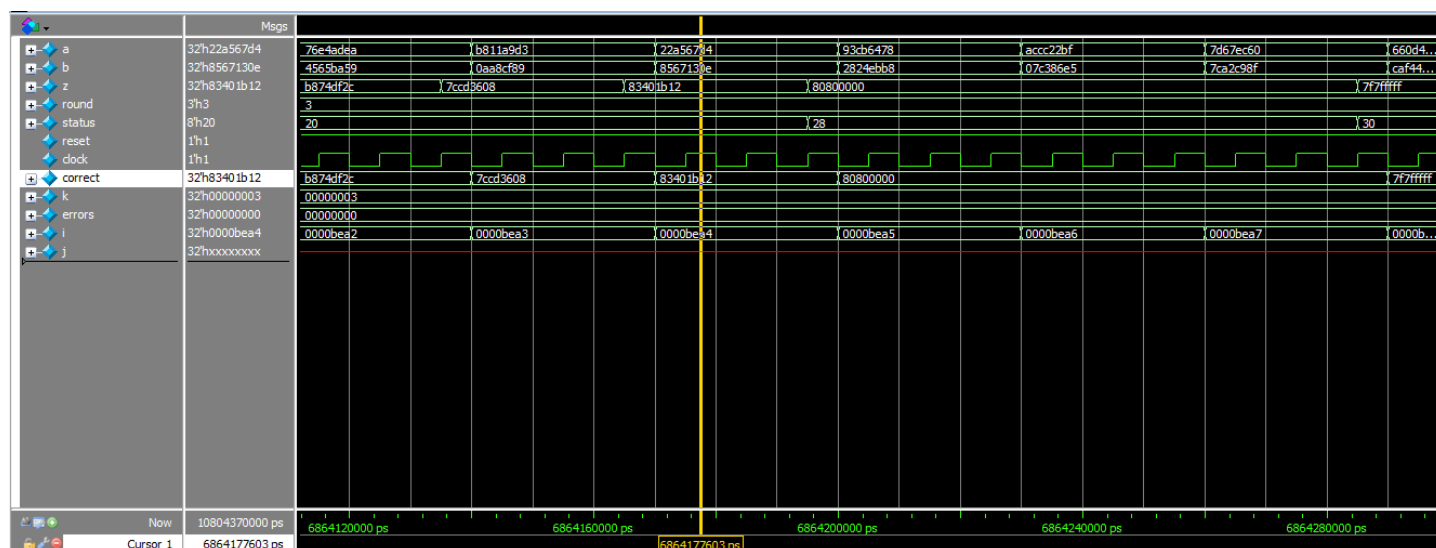 Msgs
a 32'h22a567d4 76e4adea b811a9d3 22a567d4 93cb6478 accc22bf 7d67ec60 660d4...
b 32'h8567130e 4565ba59 0aa8cf89 8567130e 2824ebb8 07c386e5 7ca2c98f caf44...
z 32'h83401b12 b874df2c 7ccd3608 83401b12 80800000 7f7fffff
round 3'h3 3
status 8'h20 20 28 30
reset 1'h1
clock 1'h1
correct 32'h83401b12 b874df2c 7ccd3608 83401b12 80800000 7f7fffff
k 32'h00000003 00000003
errors 32'h00000000 00000000
i 32'h0000bea4 0000bea2 0000bea3 0000bea4 0000bea5 0000bea6 0000bea7 0000b...
j 32'hxxxxxxxx
Now 10804370000 ps 6864120000 ps 6864160000 ps 6864200000 ps 6864240000 ps 6864280000 ps
Cursor 1 6864177603 ps 6864177603 ps